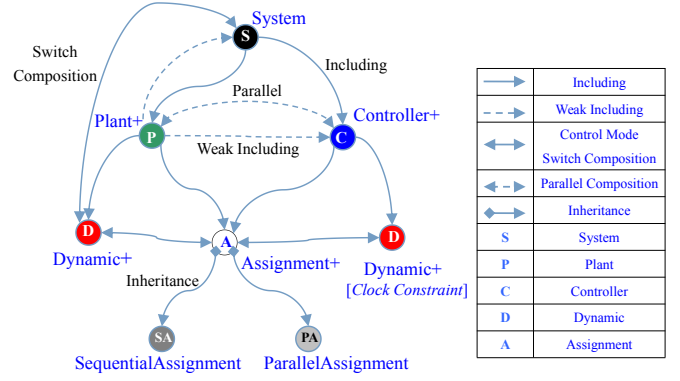 System
S
Switch
Composition
Including
Parallel
Plant+
Controller+
P
Weak Including
C
D
A
D
Dynamic+
Assignment+
Dynamic+
[Clock Constraint]
Inheritance
SA
PA
SequentialAssignment
ParallelAssignment
Including
Weak Including
Control Mode
Switch Composition
Parallel Composition
Inheritance
S System
P Plant
C Controller
D Dynamic
A Assignment